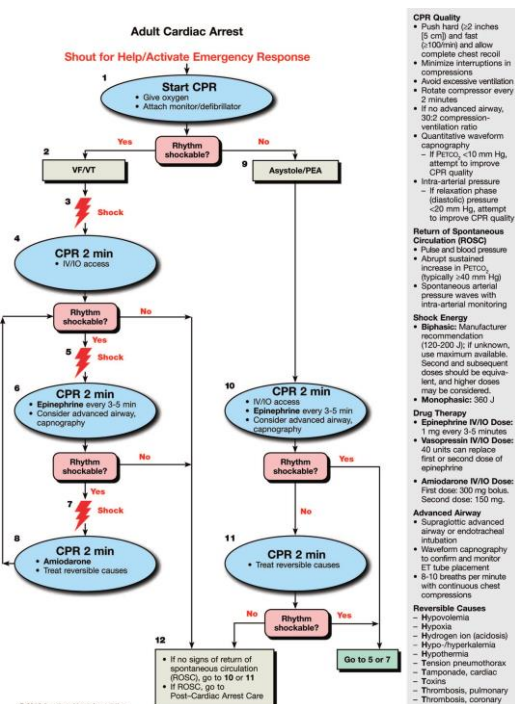 Adult Cardiac Arrest
Shout for Help/Activate Emergency Response
1
Start CPR
• Give oxygen
• Attach monitor/defibrillator
Yes
Rhythm
shockable?
No
2
VF/VT
9
Asystole/PEA
3
Shock
4
CPR 2 min
• IV/IO access
Rhythm
shockable?
No
Yes
5
Shock
6
CPR 2 min
• Epinephrine every 3-5 min
• Consider advanced airway,
capnography
Rhythm
shockable?
No
Yes
7
Shock
8
CPR 2 min
• Amiodarone
• Treat reversible causes
10
CPR 2 min
• IV/IO access
• Epinephrine every 3-5 min
• Consider advanced airway,
capnography
Rhythm
shockable?
Yes
No
11
CPR 2 min
• Treat reversible causes
No
Rhythm
shockable?
Yes
12
• If no signs of return of
spontaneous circulation
(ROSC), go to 10 or 11
• If ROSC, go to
Post–Cardiac Arrest Care
Go to 5 or 7
CPR Quality
• Push hard (≥2 inches
[5 cm]) and fast
(≥100/min) and allow
complete chest recoil
• Minimize interruptions in
compressions
• Avoid excessive ventilation
• Rotate compressor every
2 minutes
• If no advanced airway,
30:2 compression-
ventilation ratio
• Quantitative waveform
capnography
– If PETCO2 <10 mm Hg,
attempt to improve
CPR quality
• Intra-arterial pressure
– If relaxation phase
(diastolic) pressure
<20 mm Hg, attempt
to improve CPR quality
Return of Spontaneous
Circulation (ROSC)
• Pulse and blood pressure
• Abrupt sustained
increase in PETCO2
(typically ≥40 mm Hg)
• Spontaneous arterial
pressure waves with
intra-arterial monitoring
Shock Energy
• Biphasic: Manufacturer
recommendation
(120-200 J); if unknown,
use maximum available.
Second and subsequent
doses should be equiva-
lent, and higher doses
may be considered.
• Monophasic: 360 J
Drug Therapy
• Epinephrine IV/IO Dose:
1 mg every 3-5 minutes
• Vasopressin IV/IO Dose:
40 units can replace
first or second dose of
epinephrine
• Amiodarone IV/IO Dose:
First dose: 300 mg bolus.
Second dose: 150 mg.
Advanced Airway
• Supraglottic advanced
airway or endotracheal
intubation
• Waveform capnography
to confirm and monitor
ET tube placement
• 8-10 breaths per minute
with continuous chest
compressions
Reversible Causes
– Hypovolemia
– Hypoxia
– Hydrogen ion (acidosis)
– Hypo-/hyperkalemia
– Hypothermia
– Tension pneumothorax
– Tamponade, cardiac
– Toxins
– Thrombosis, pulmonary
– Thrombosis, coronary